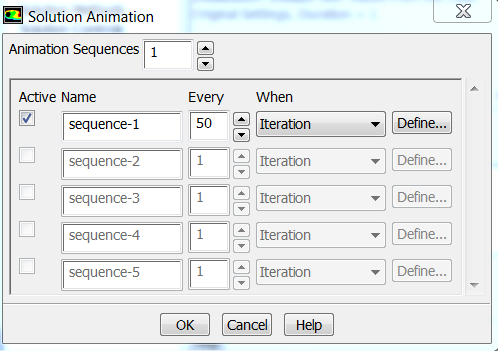 Solution Animation
Animation Sequences 1
Active Name Every When
sequence-1 50 Iteration Define...
sequence-2 1 Iteration Define...
sequence-3 1 Iteration Define...
sequence-4 1 Iteration Define...
sequence-5 1 Iteration Define...
OK Cancel Help